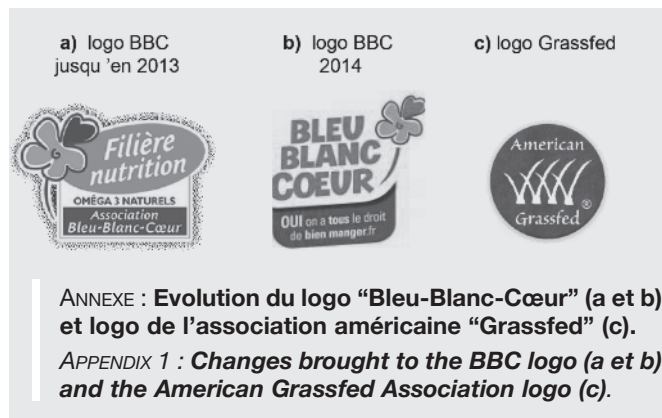 a) logo BBC
jusqu 'en 2013
b) logo BBC
2014
c) logo Grassfed
Filière
nutrition
OMÉGA 3 NATURELS
Association
Bleu-Blanc-Cœur
BLEU
BLANC
COEUR
OUI on a tous le droit
de bien manger.fr
American
Grassfed
®
ANNEXE : Evolution du logo “Bleu-Blanc-Cœur” (a et b)
et logo de l’association américaine “Grassfed” (c).
APPENDIX 1 : Changes brought to the BBC logo (a et b)
and the American Grassfed Association logo (c).